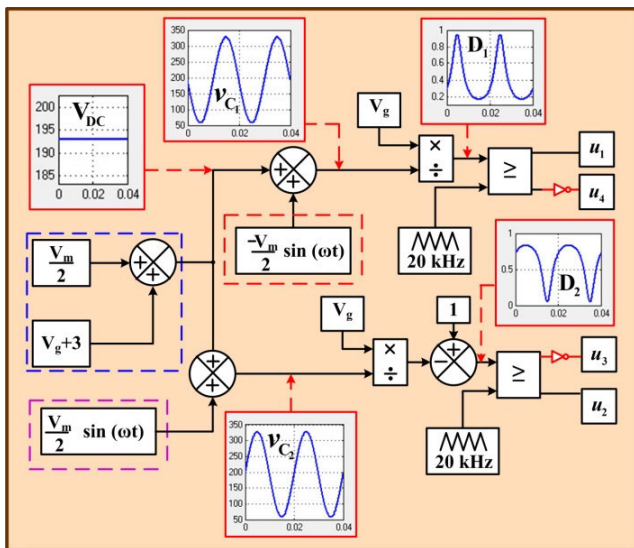 350
300
250
200
150
100
50
0 0.02 0.04
v_C1
1
0.8
0.6
0.4
0.2
0 0.02 0.04
D_1
V_DC
200
195
190
185
0 0.02 0.04
V_g
×
÷
≥
u_1
u_4
+
+
-V_m/2 sin (ωt)
20 kHz
V_m/2
+
+
V_g+3
1
0.5
0
0 0.02 0.04
D_2
V_g
1
×
÷
+
−
≥
u_3
u_2
+
+
V_m/2 sin (ωt)
20 kHz
350
300
250
200
150
100
50
0 0.02 0.04
v_C2